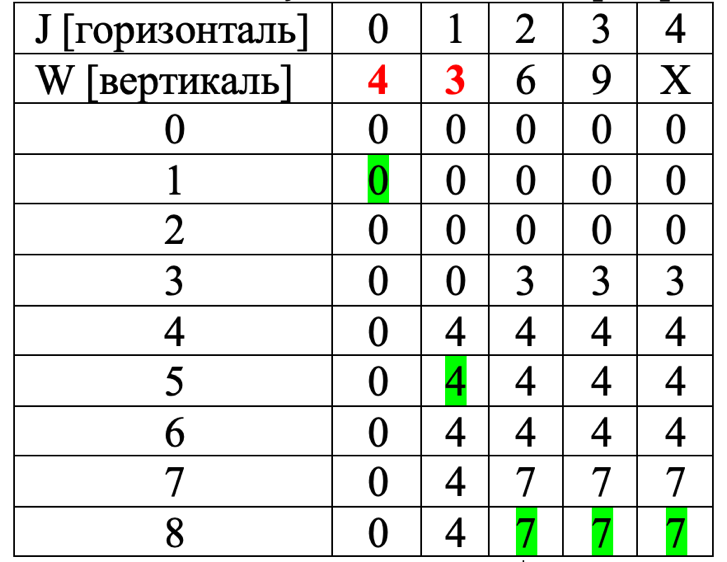 J [горизонталь] 0 1 2 3 4
W [вертикаль] 4 3 6 9 X
0 0 0 0 0 0
1 0 0 0 0 0
2 0 0 0 0 0
3 0 0 3 3 3
4 0 4 4 4 4
5 0 4 4 4 4
6 0 4 4 4 4
7 0 4 7 7 7
8 0 4 7 7 7